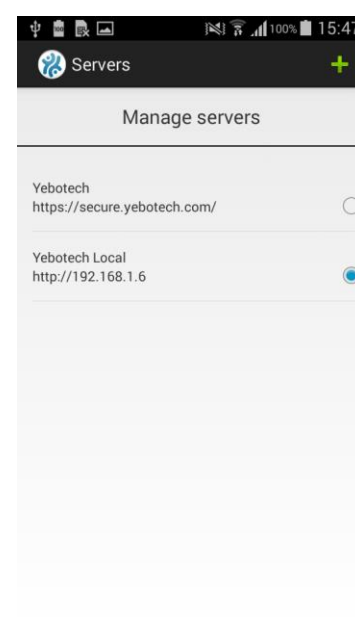 100% 15:47
Servers
Manage servers
Yebotech
https://secure.yebotech.com/
Yebotech Local
http://192.168.1.6